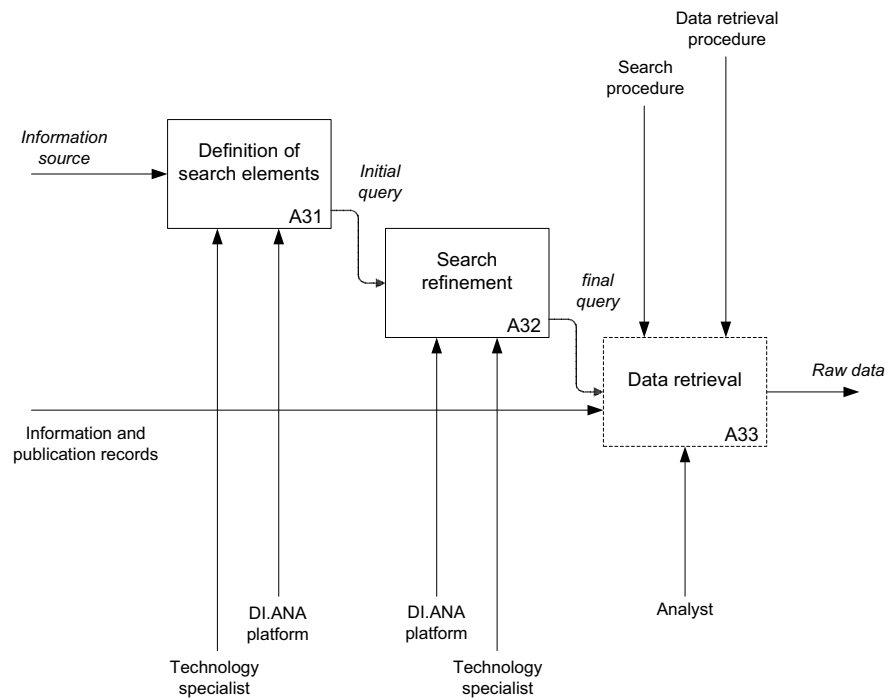 Data retrieval
procedure
Search
procedure
Information
source
Definition of
search elements
A31
Initial
query
Search
refinement
A32
final
query
Data retrieval
A33
Raw data
Information and
publication records
DI.ANA
platform
Technology
specialist
DI.ANA
platform
Technology
specialist
Analyst